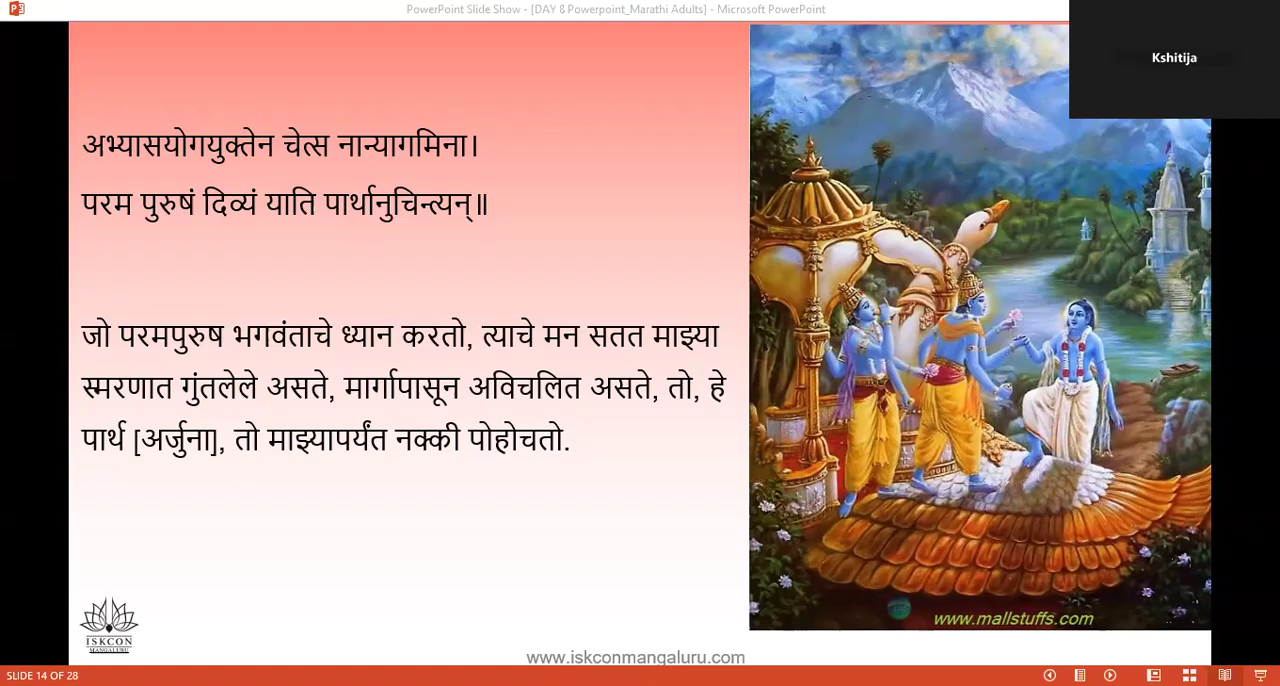 PowerPoint Slide Show - [DAY 8 Powerpoint_Marathi Adults] - Microsoft PowerPoint
Kshitija
अभ्यासयोगयुक्तेन चेत्स नान्यागमिना।
परम पुरुषं दिव्यं याति पार्थानुचिन्त्यन्॥
जो परमपुरुष भगवंताचे ध्यान करतो, त्याचे मन सतत माझ्या
स्मरणात गुंतलेले असते, मार्गापासून अविचलित असते, तो, हे
पार्थ [अर्जुना], तो माझ्यापर्यंत नक्की पोहोचतो.
www.mallstuffs.com
ISKCON
MANGALURU
www.iskconmangaluru.com
SLIDE 14 OF 28